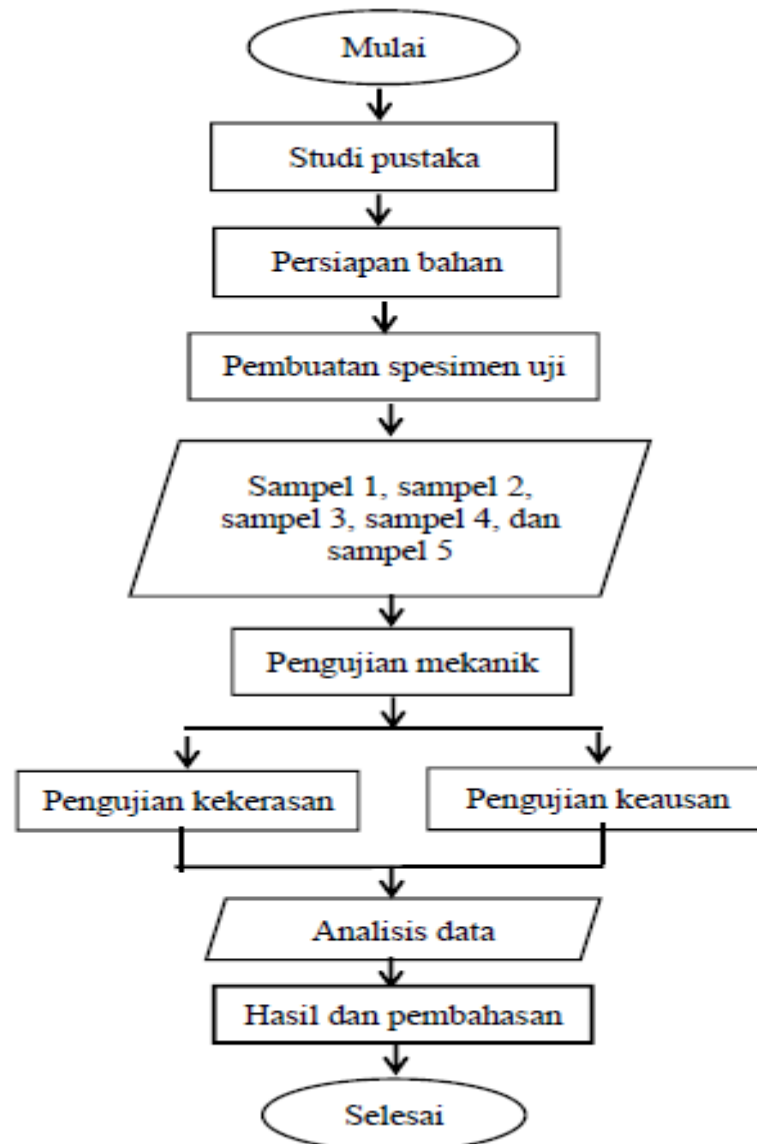 Mulai
Studi pustaka
Persiapan bahan
Pembuatan spesimen uji
Sampel 1, sampel 2,
sampel 3, sampel 4, dan
sampel 5
Pengujian mekanik
Pengujian kekerasan
Pengujian keausan
Analisis data
Hasil dan pembahasan
Selesai